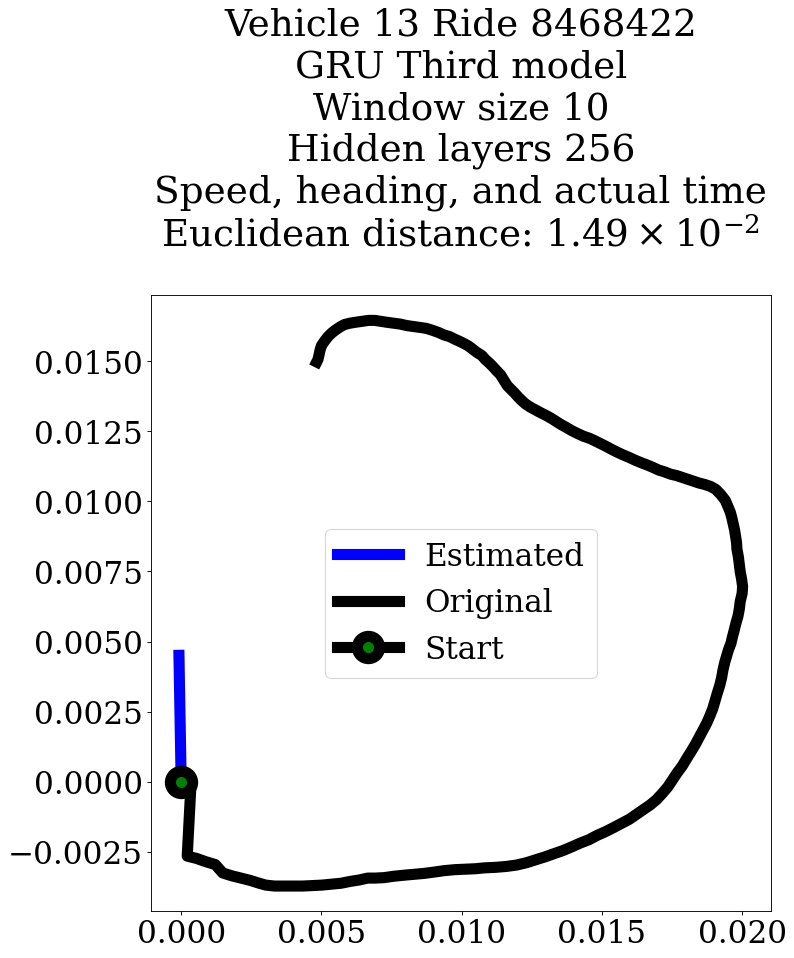 Vehicle 13 Ride 8468422
GRU Third model
Window size 10
Hidden layers 256
Speed, heading, and actual time
Euclidean distance: 1.49 × 10⁻²
0.0150
0.0125
0.0100
0.0075
0.0050
0.0025
0.0000
−0.0025
Estimated
Original
Start
0.000 0.005 0.010 0.015 0.020